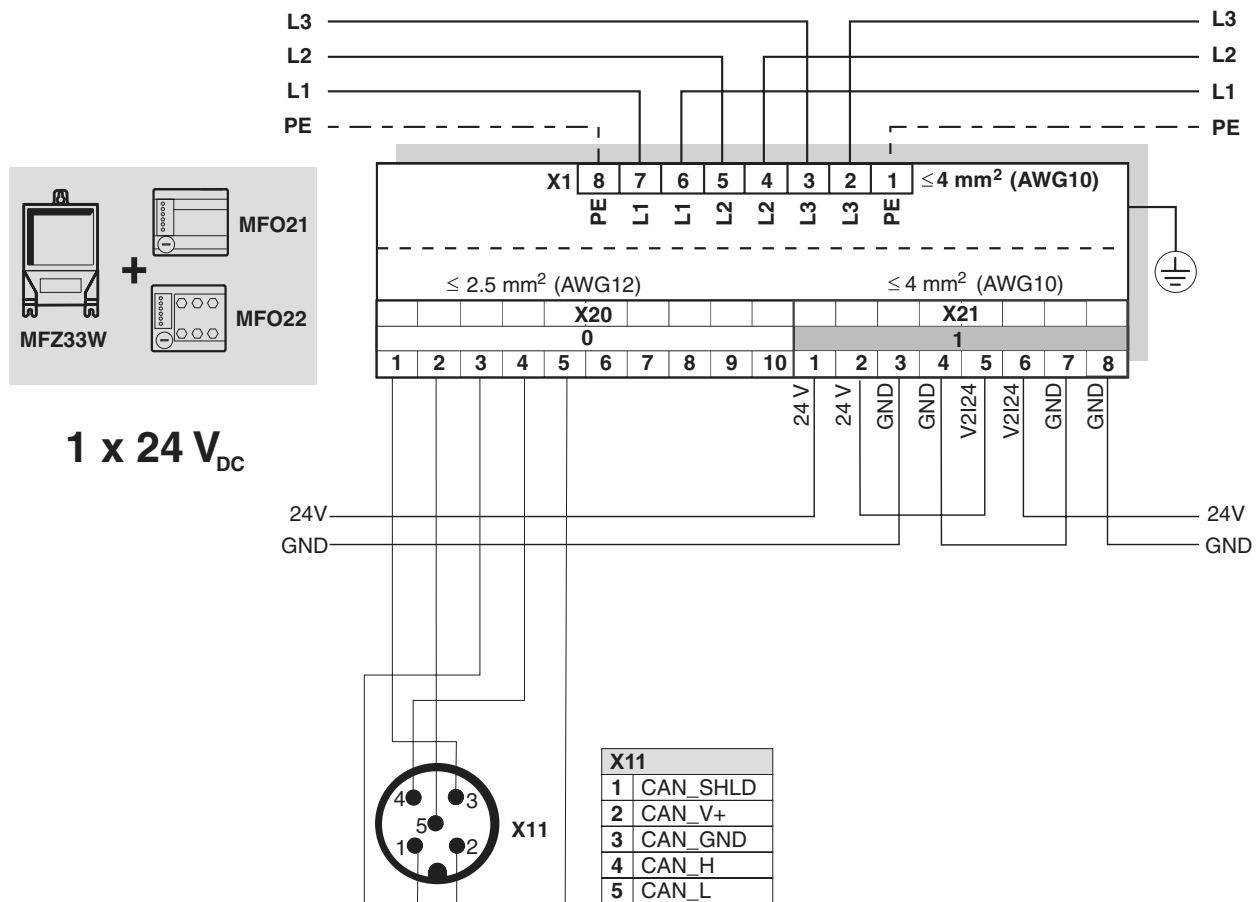 L3 L3
L2 L2
L1 L1
PE PE
X1 8 7 6 5 4 3 2 1 ≤ 4 mm² (AWG10)
PE L1 L1 L2 L2 L3 L3 PE
MFO21
+
MFZ33W
MFO22
≤ 2.5 mm² (AWG12) ≤ 4 mm² (AWG10)
X20 X21
0 1
1 2 3 4 5 6 7 8 9 10 1 2 3 4 5 6 7 8
24 V 24 V GND GND V2I24 V2I24 GND GND
1 x 24 VDC
24V 24V
GND GND
4 3
5
1 2
X11
X11
1 CAN_SHLD
2 CAN_V+
3 CAN_GND
4 CAN_H
5 CAN_L